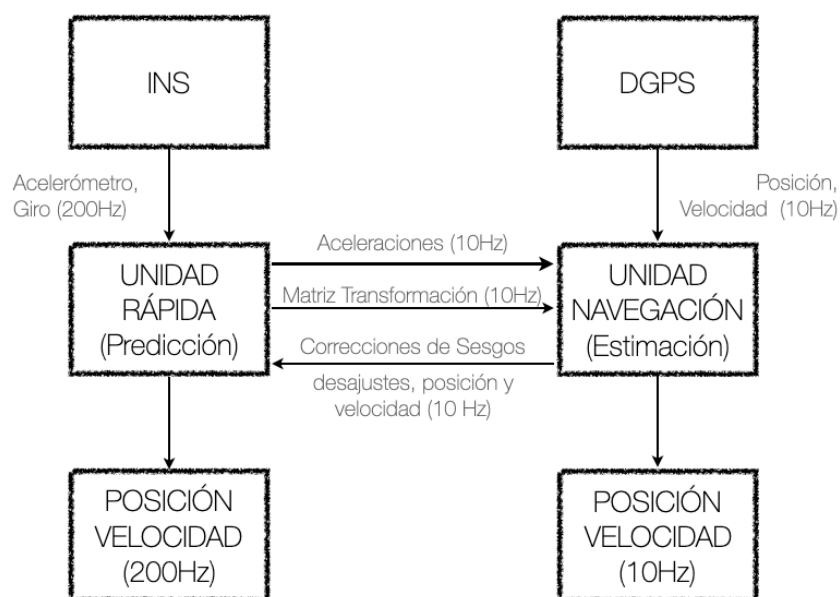 INS
DGPS
Acelerómetro,
Giro (200Hz)
Posición,
Velocidad (10Hz)
Aceleraciones (10Hz)
UNIDAD
RÁPIDA
(Predicción)
Matriz Transformación (10Hz)
UNIDAD
NAVEGACIÓN
(Estimación)
Correcciones de Sesgos
desajustes, posición y
velocidad (10 Hz)
POSICIÓN
VELOCIDAD
(200Hz)
POSICIÓN
VELOCIDAD
(10Hz)